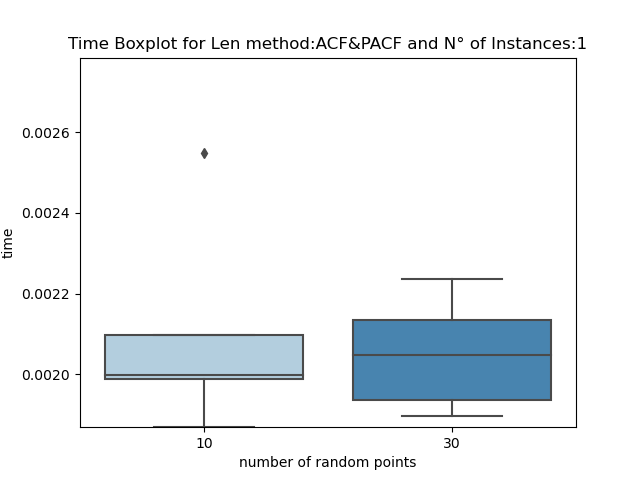 Time Boxplot for Len method:ACF&PACF and N° of Instances:1
0.0026
0.0024
0.0022
0.0020
time
10
30
number of random points